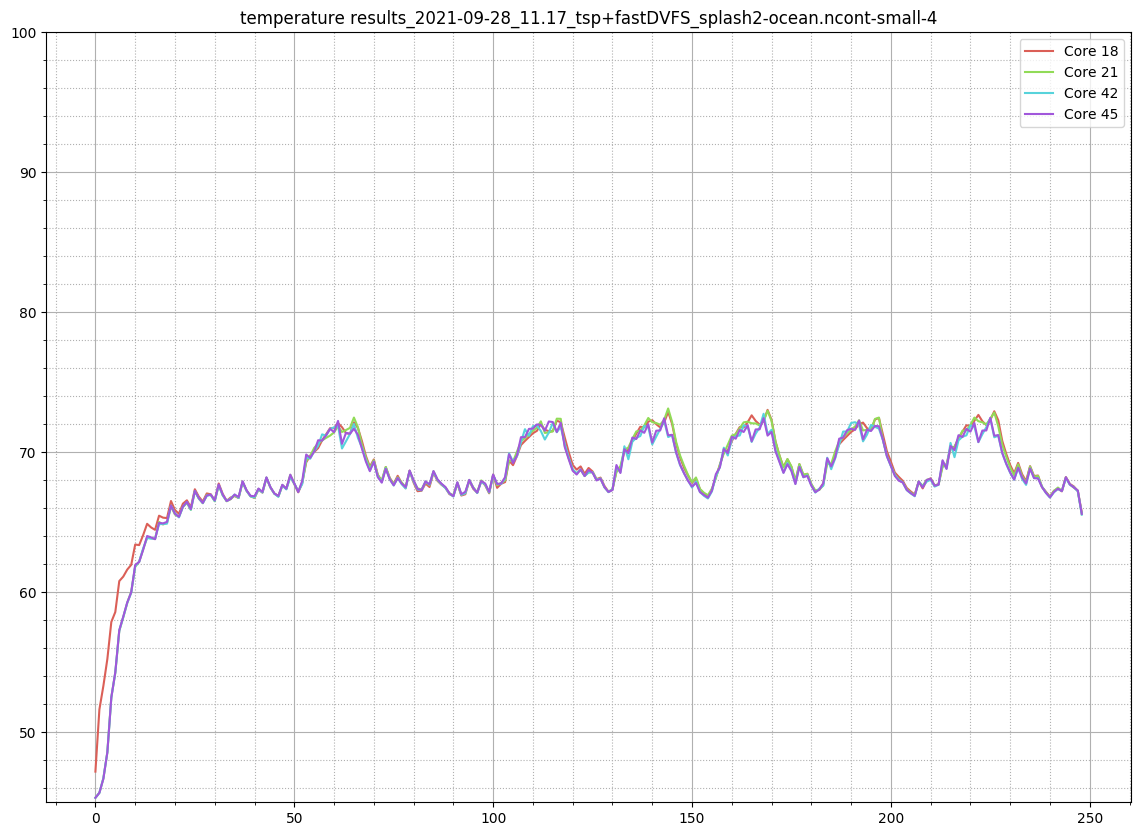 temperature results_2021-09-28_11.17_tsp+fastDVFS_splash2-ocean.ncont-small-4
Core 18
Core 21
Core 42
Core 45
100
90
80
70
60
50
0
50
100
150
200
250